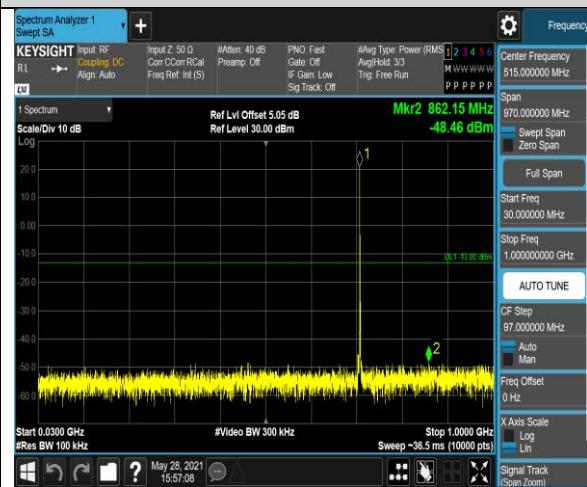 Spectrum Analyzer 1
Swept SA
+
Frequency
KEYSIGHT
RL
LXI
Input: RF
Coupling: DC
Align: Auto
Input Z: 50 Ω
Corr CCorr RCal
Freq Ref: Int (S)
#Atten: 40 dB
Preamp: Off
PNO: Fast
Gate: Off
IF Gain: Low
Sig Track: Off
#Avg Type: Power (RMS
Avg|Hold: 3/3
Trig: Free Run
1 2 3 4 5 6
M W W W W W
P P P P P P
1 Spectrum
Scale/Div 10 dB
Log
Ref Lvl Offset 5.05 dB
Ref Level 30.00 dBm
Mkr2 862.15 MHz
-48.46 dBm
1
20.0
10.0
0.00
-10.0
DL1 -13.00 dBm
-20.0
-30.0
-40.0
2
-50.0
-60.0
Start 0.0300 GHz
#Res BW 100 kHz
#Video BW 300 kHz
Stop 1.0000 GHz
Sweep ~36.5 ms (10000 pts)
Center Frequency
515.000000 MHz
Span
970.000000 MHz
Swept Span
Zero Span
Full Span
Start Freq
30.000000 MHz
Stop Freq
1.000000000 GHz
AUTO TUNE
CF Step
97.000000 MHz
Auto
Man
Freq Offset
0 Hz
X Axis Scale
Log
Lin
Signal Track
(Span Zoom)
?
May 28, 2021
15:57:08